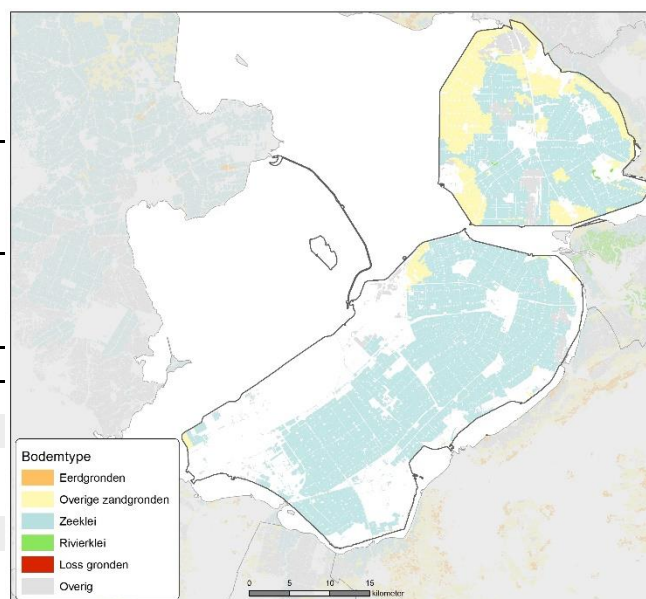 Bodemtype
Eerdgronden
Overige zandgronden
Zeeklei
Rivierklei
Loss gronden
Overig
0 5 10 15
kilometer